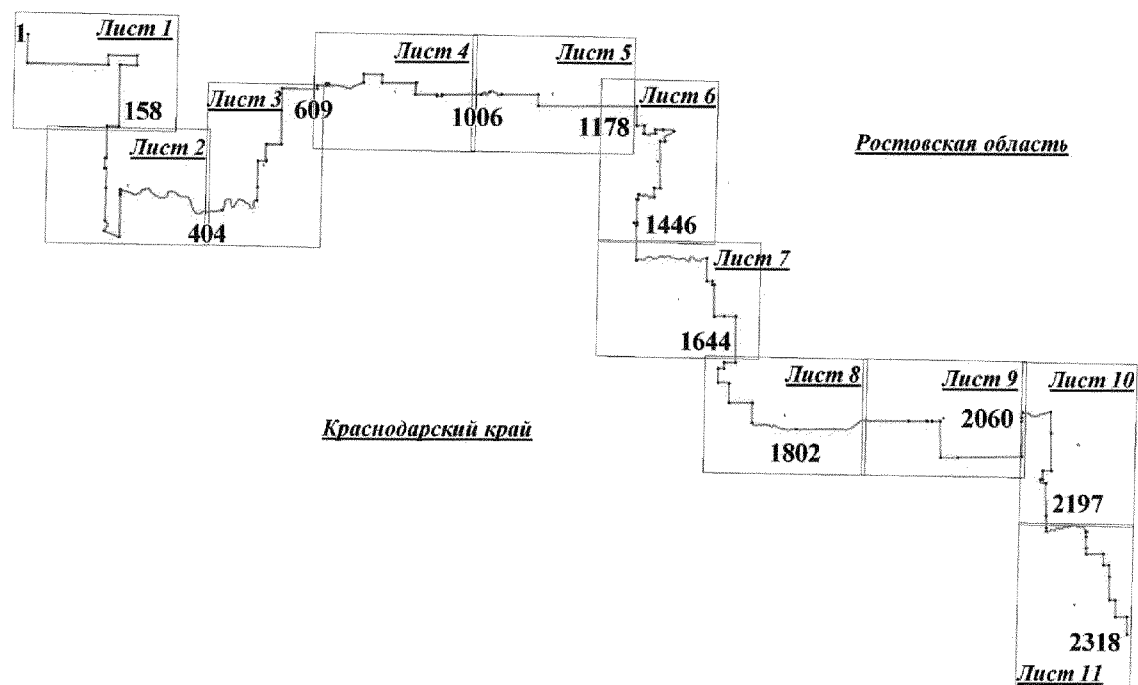 1
Лист 1
158
Лист 2
404
Лист 3
609
Лист 4
1006
Лист 5
1178
Лист 6
Ростовская область
1446
Лист 7
1644
Лист 8
1802
Краснодарский край
Лист 9
2060
Лист 10
2197
2318
Лист 11